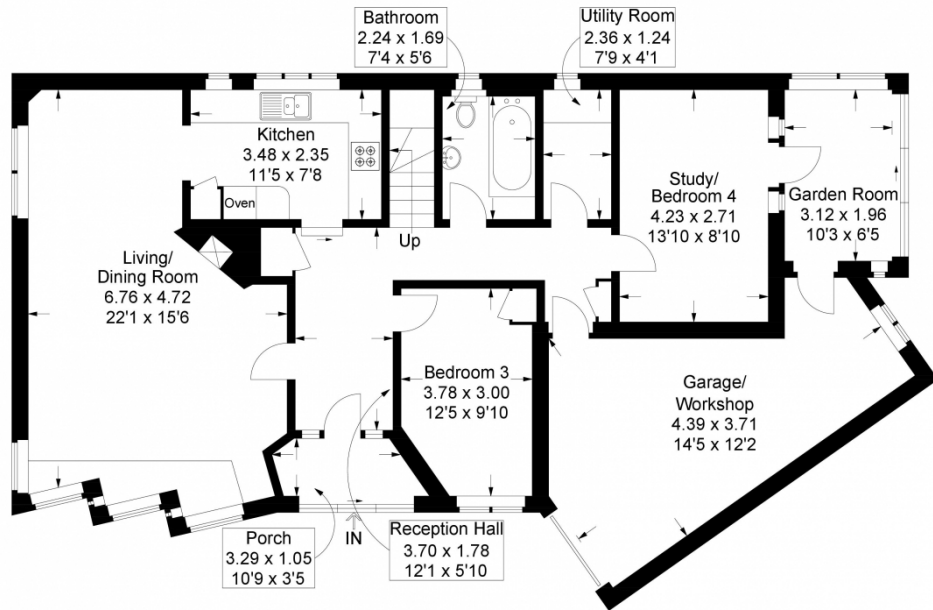 Bathroom
2.24 x 1.69
7'4 x 5'6
Utility Room
2.36 x 1.24
7'9 x 4'1
Kitchen
3.48 x 2.35
11'5 x 7'8
Oven
Up
Study/
Bedroom 4
4.23 x 2.71
13'10 x 8'10
Garden Room
3.12 x 1.96
10'3 x 6'5
Living/
Dining Room
6.76 x 4.72
22'1 x 15'6
Bedroom 3
3.78 x 3.00
12'5 x 9'10
Garage/
Workshop
4.39 x 3.71
14'5 x 12'2
Porch
3.29 x 1.05
10'9 x 3'5
IN
Reception Hall
3.70 x 1.78
12'1 x 5'10